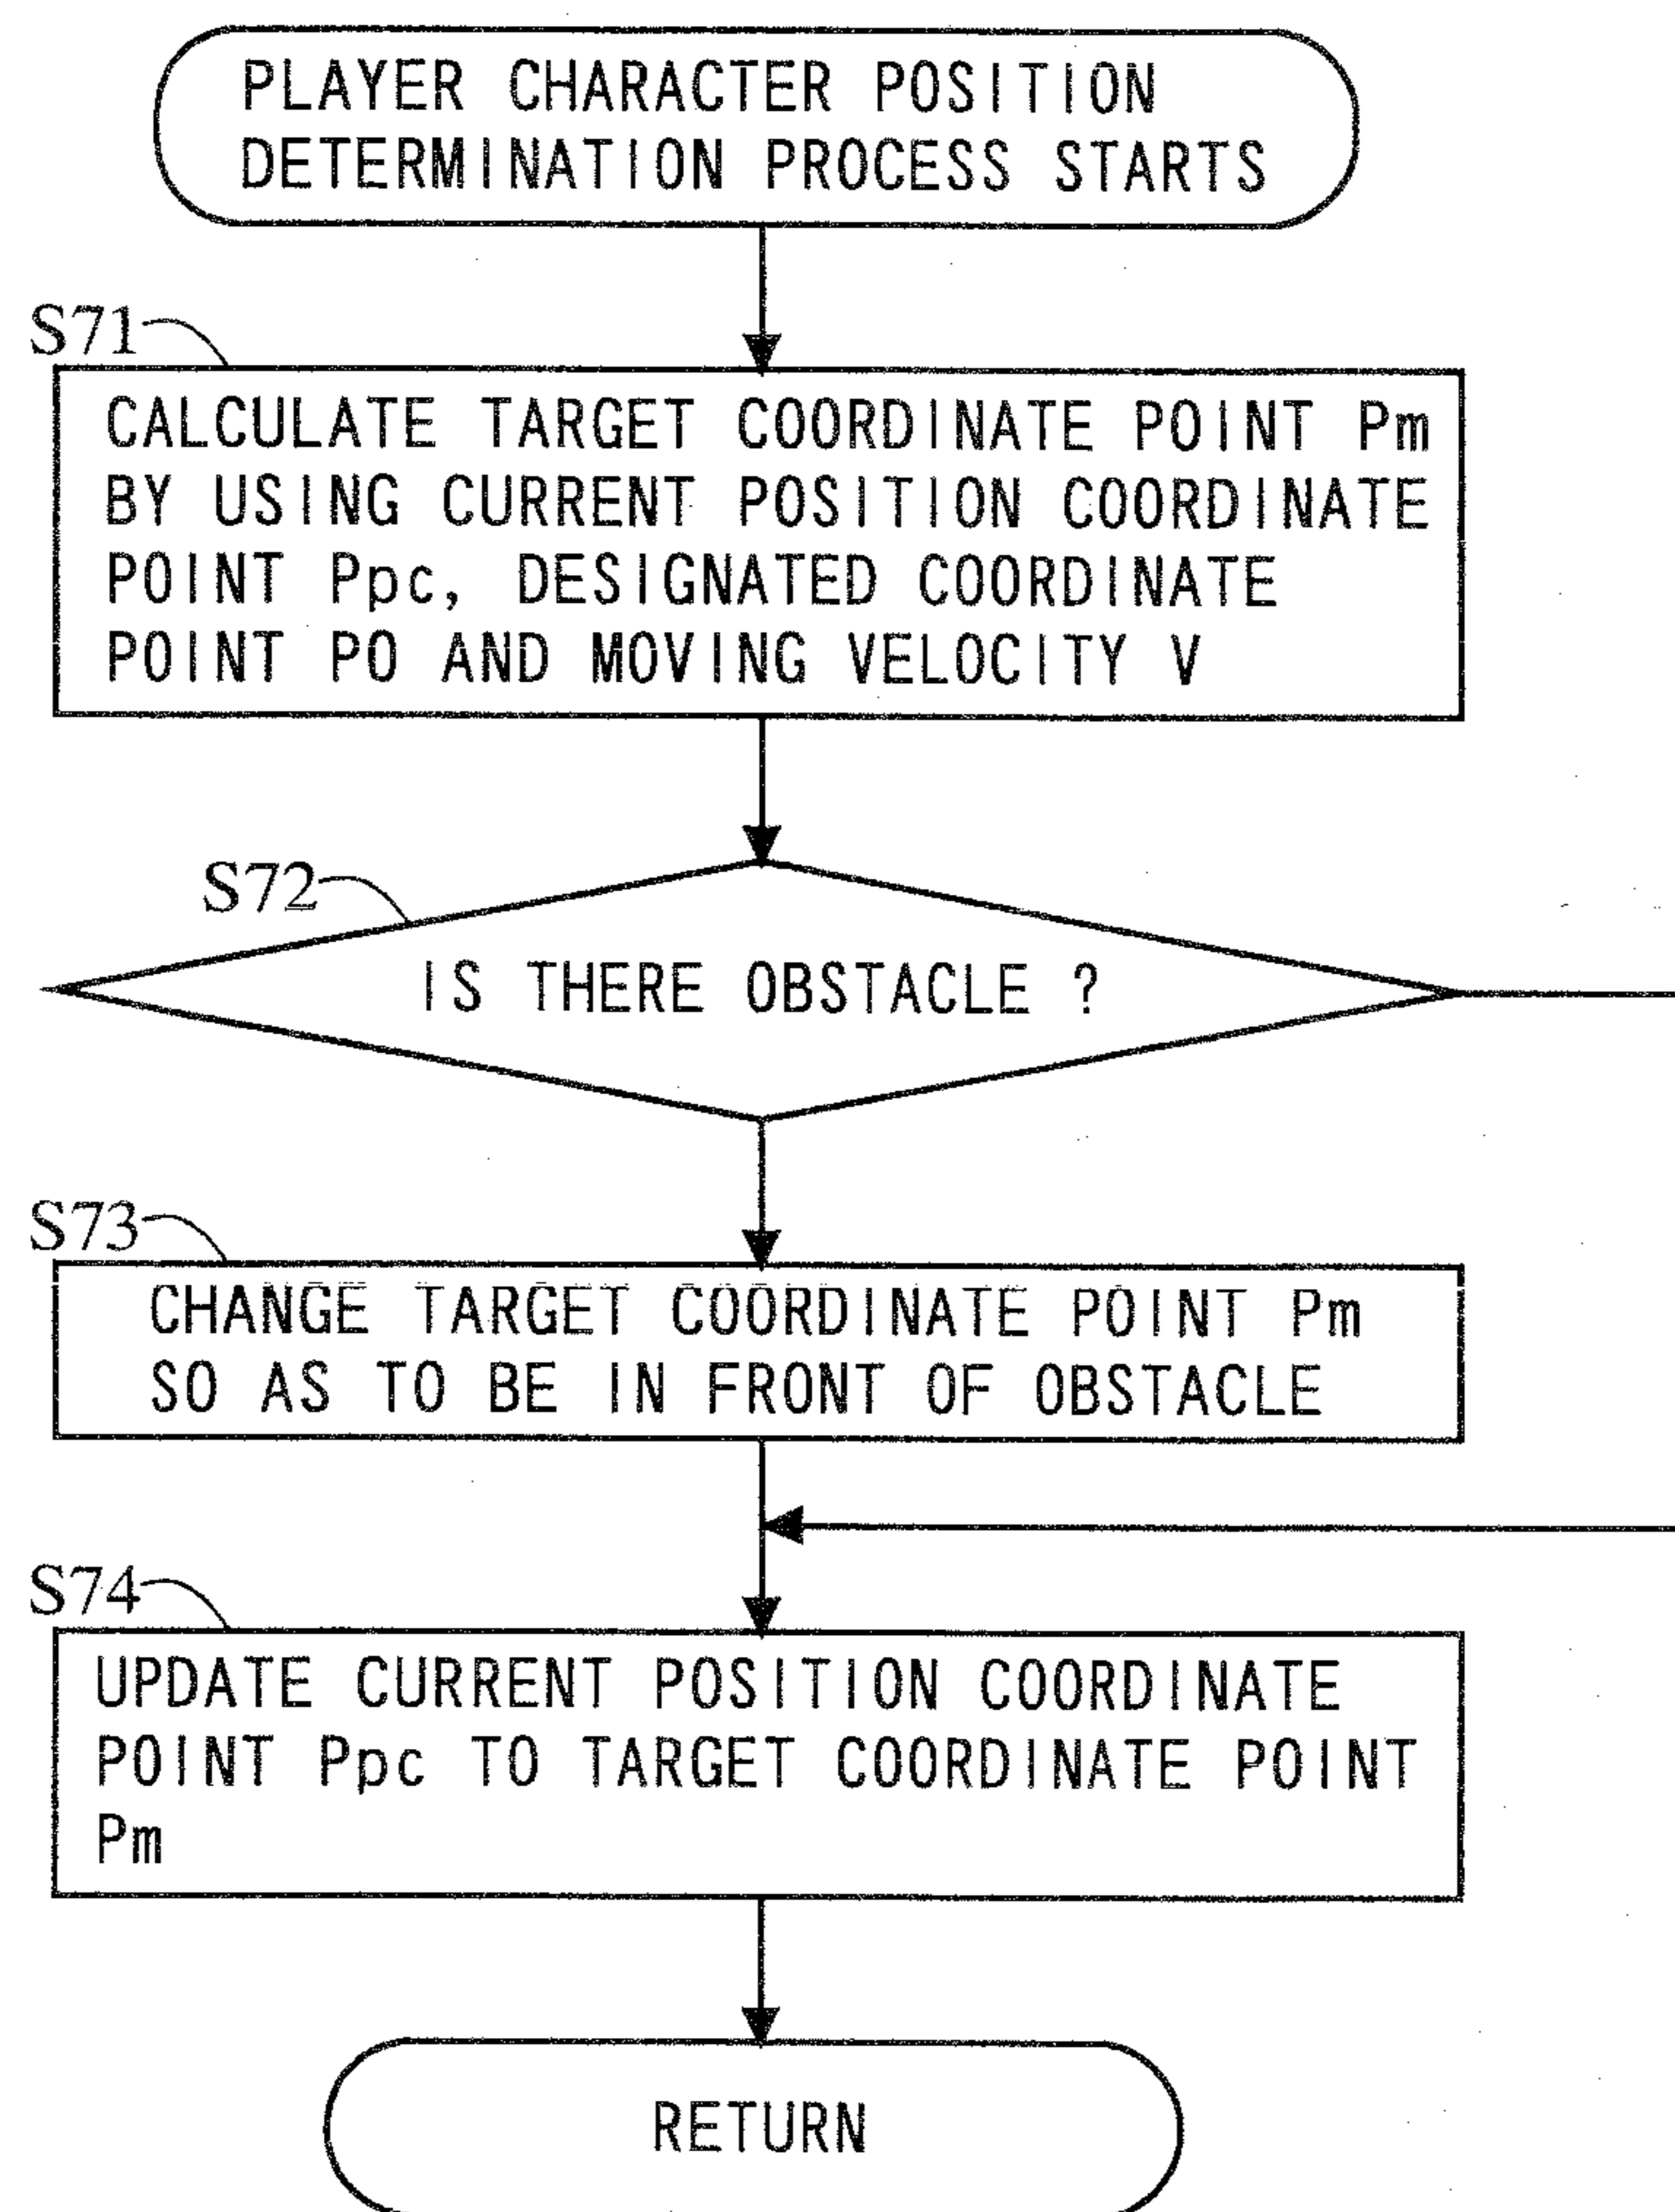 PLAYER CHARACTER POSITION
DETERMINATION PROCESS STARTS
S71
CALCULATE TARGET COORDINATE POINT Pm
BY USING CURRENT POSITION COORDINATE
POINT Ppc, DESIGNATED COORDINATE
POINT P0 AND MOVING VELOCITY V
S72
IS THERE OBSTACLE ?
S73
CHANGE TARGET COORDINATE POINT Pm
SO AS TO BE IN FRONT OF OBSTACLE
S74
UPDATE CURRENT POSITION COORDINATE
POINT Ppc TO TARGET COORDINATE POINT
Pm
RETURN